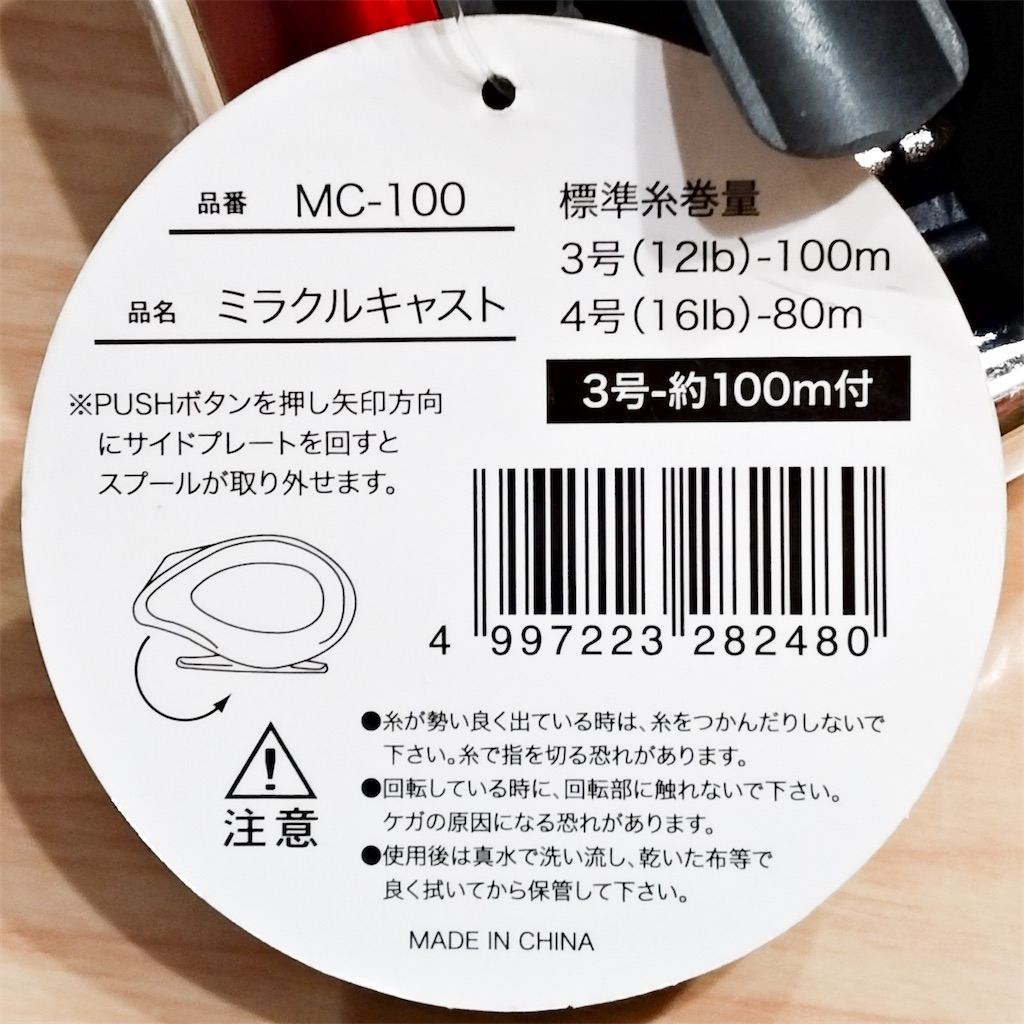 品番 MC-100
品名 ミラクルキャスト
※PUSHボタンを押し矢印方向
にサイドプレートを回すと
スプールが取り外せます。
標準糸巻量
3号(12lb)-100m
4号(16lb)-80m
3号-約100m付
4 997223 282480
注意
●糸が勢い良く出ている時は、糸をつかんだりしないで
下さい。糸で指を切る恐れがあります。
●回転している時に、回転部に触れないで下さい。
ケガの原因になる恐れがあります。
●使用後は真水で洗い流し、乾いた布等で
良く拭いてから保管して下さい。
MADE IN CHINA